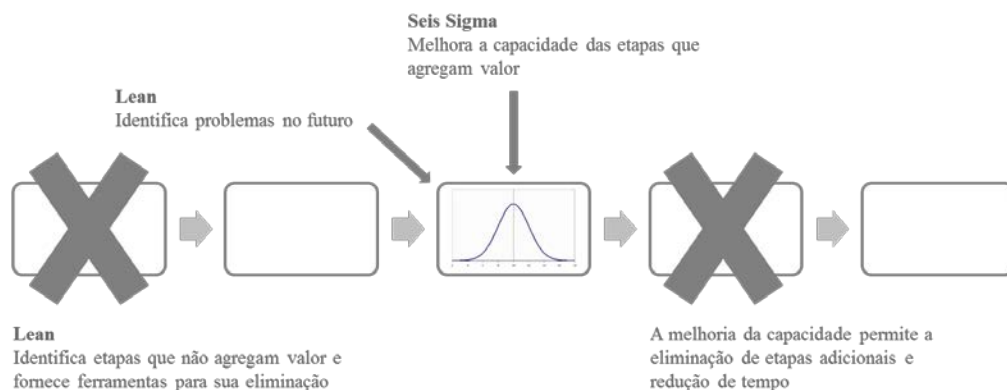 Seis Sigma
Melhora a capacidade das etapas que
agregam valor
Lean
Identifica problemas no futuro
Lean
Identifica etapas que não agregam valor e
fornece ferramentas para sua eliminação
A melhoria da capacidade permite a
eliminação de etapas adicionais e
redução de tempo